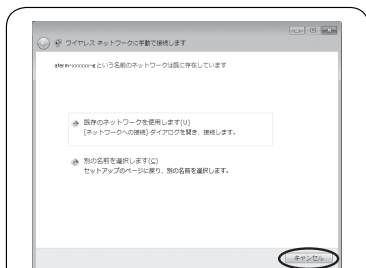 ワイヤレス ネットワークに手動で接続します
aterm-xxxxxx-g という名前のネットワークは既に存在しています
既存のネットワークを使用します(U)
[ネットワークへの接続] ダイアログを開き、接続します。
別の名前を選択します(C)
セットアップのページに戻り、別の名前を選択します。
キャンセル